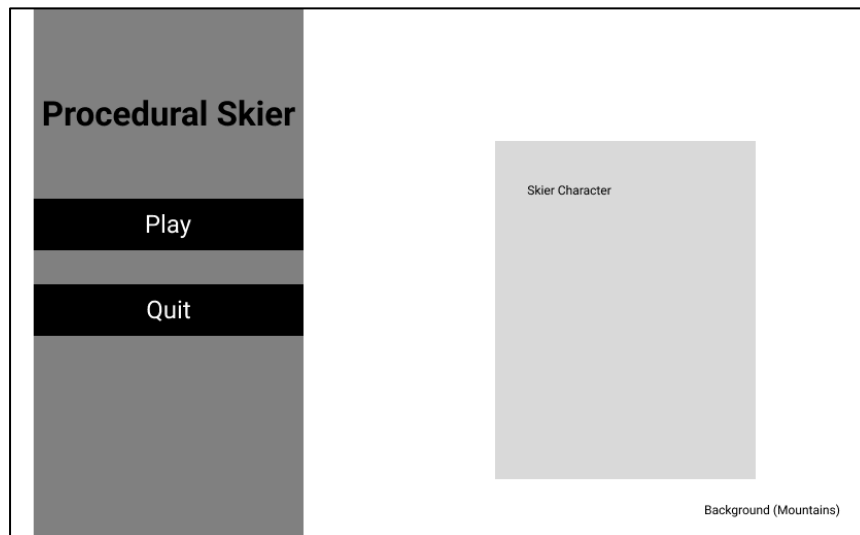 Procedural Skier
Play
Quit
Skier Character
Background (Mountains)